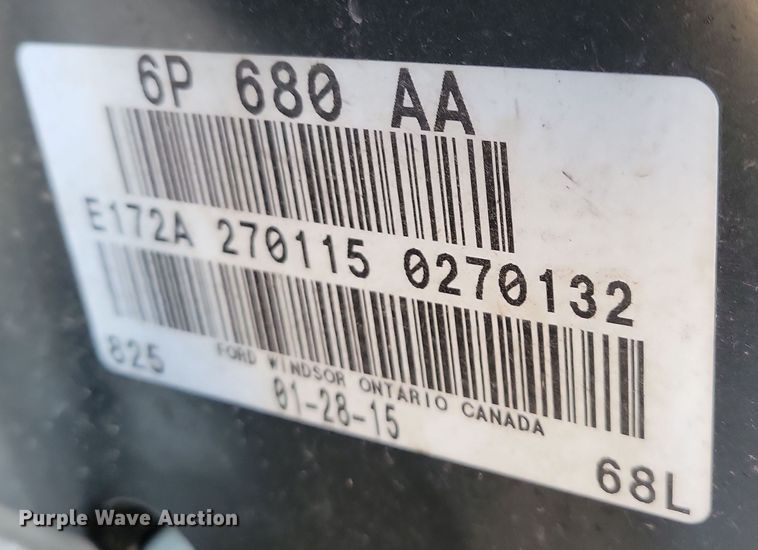 6P 680 AA
E172A 270115 0270132
825 FORD WINDSOR ONTARIO CANADA
01-28-15
68L
Purple Wave Auction